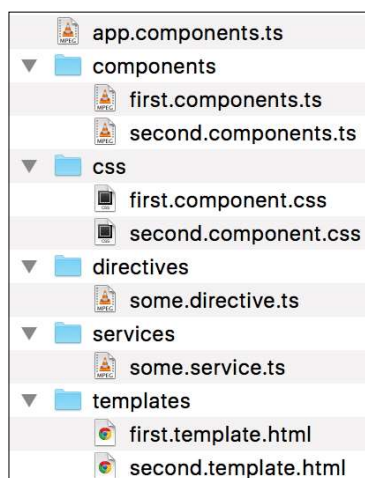 app.components.ts
components
first.components.ts
second.components.ts
css
first.component.css
second.component.css
directives
some.directive.ts
services
some.service.ts
templates
first.template.html
second.template.html